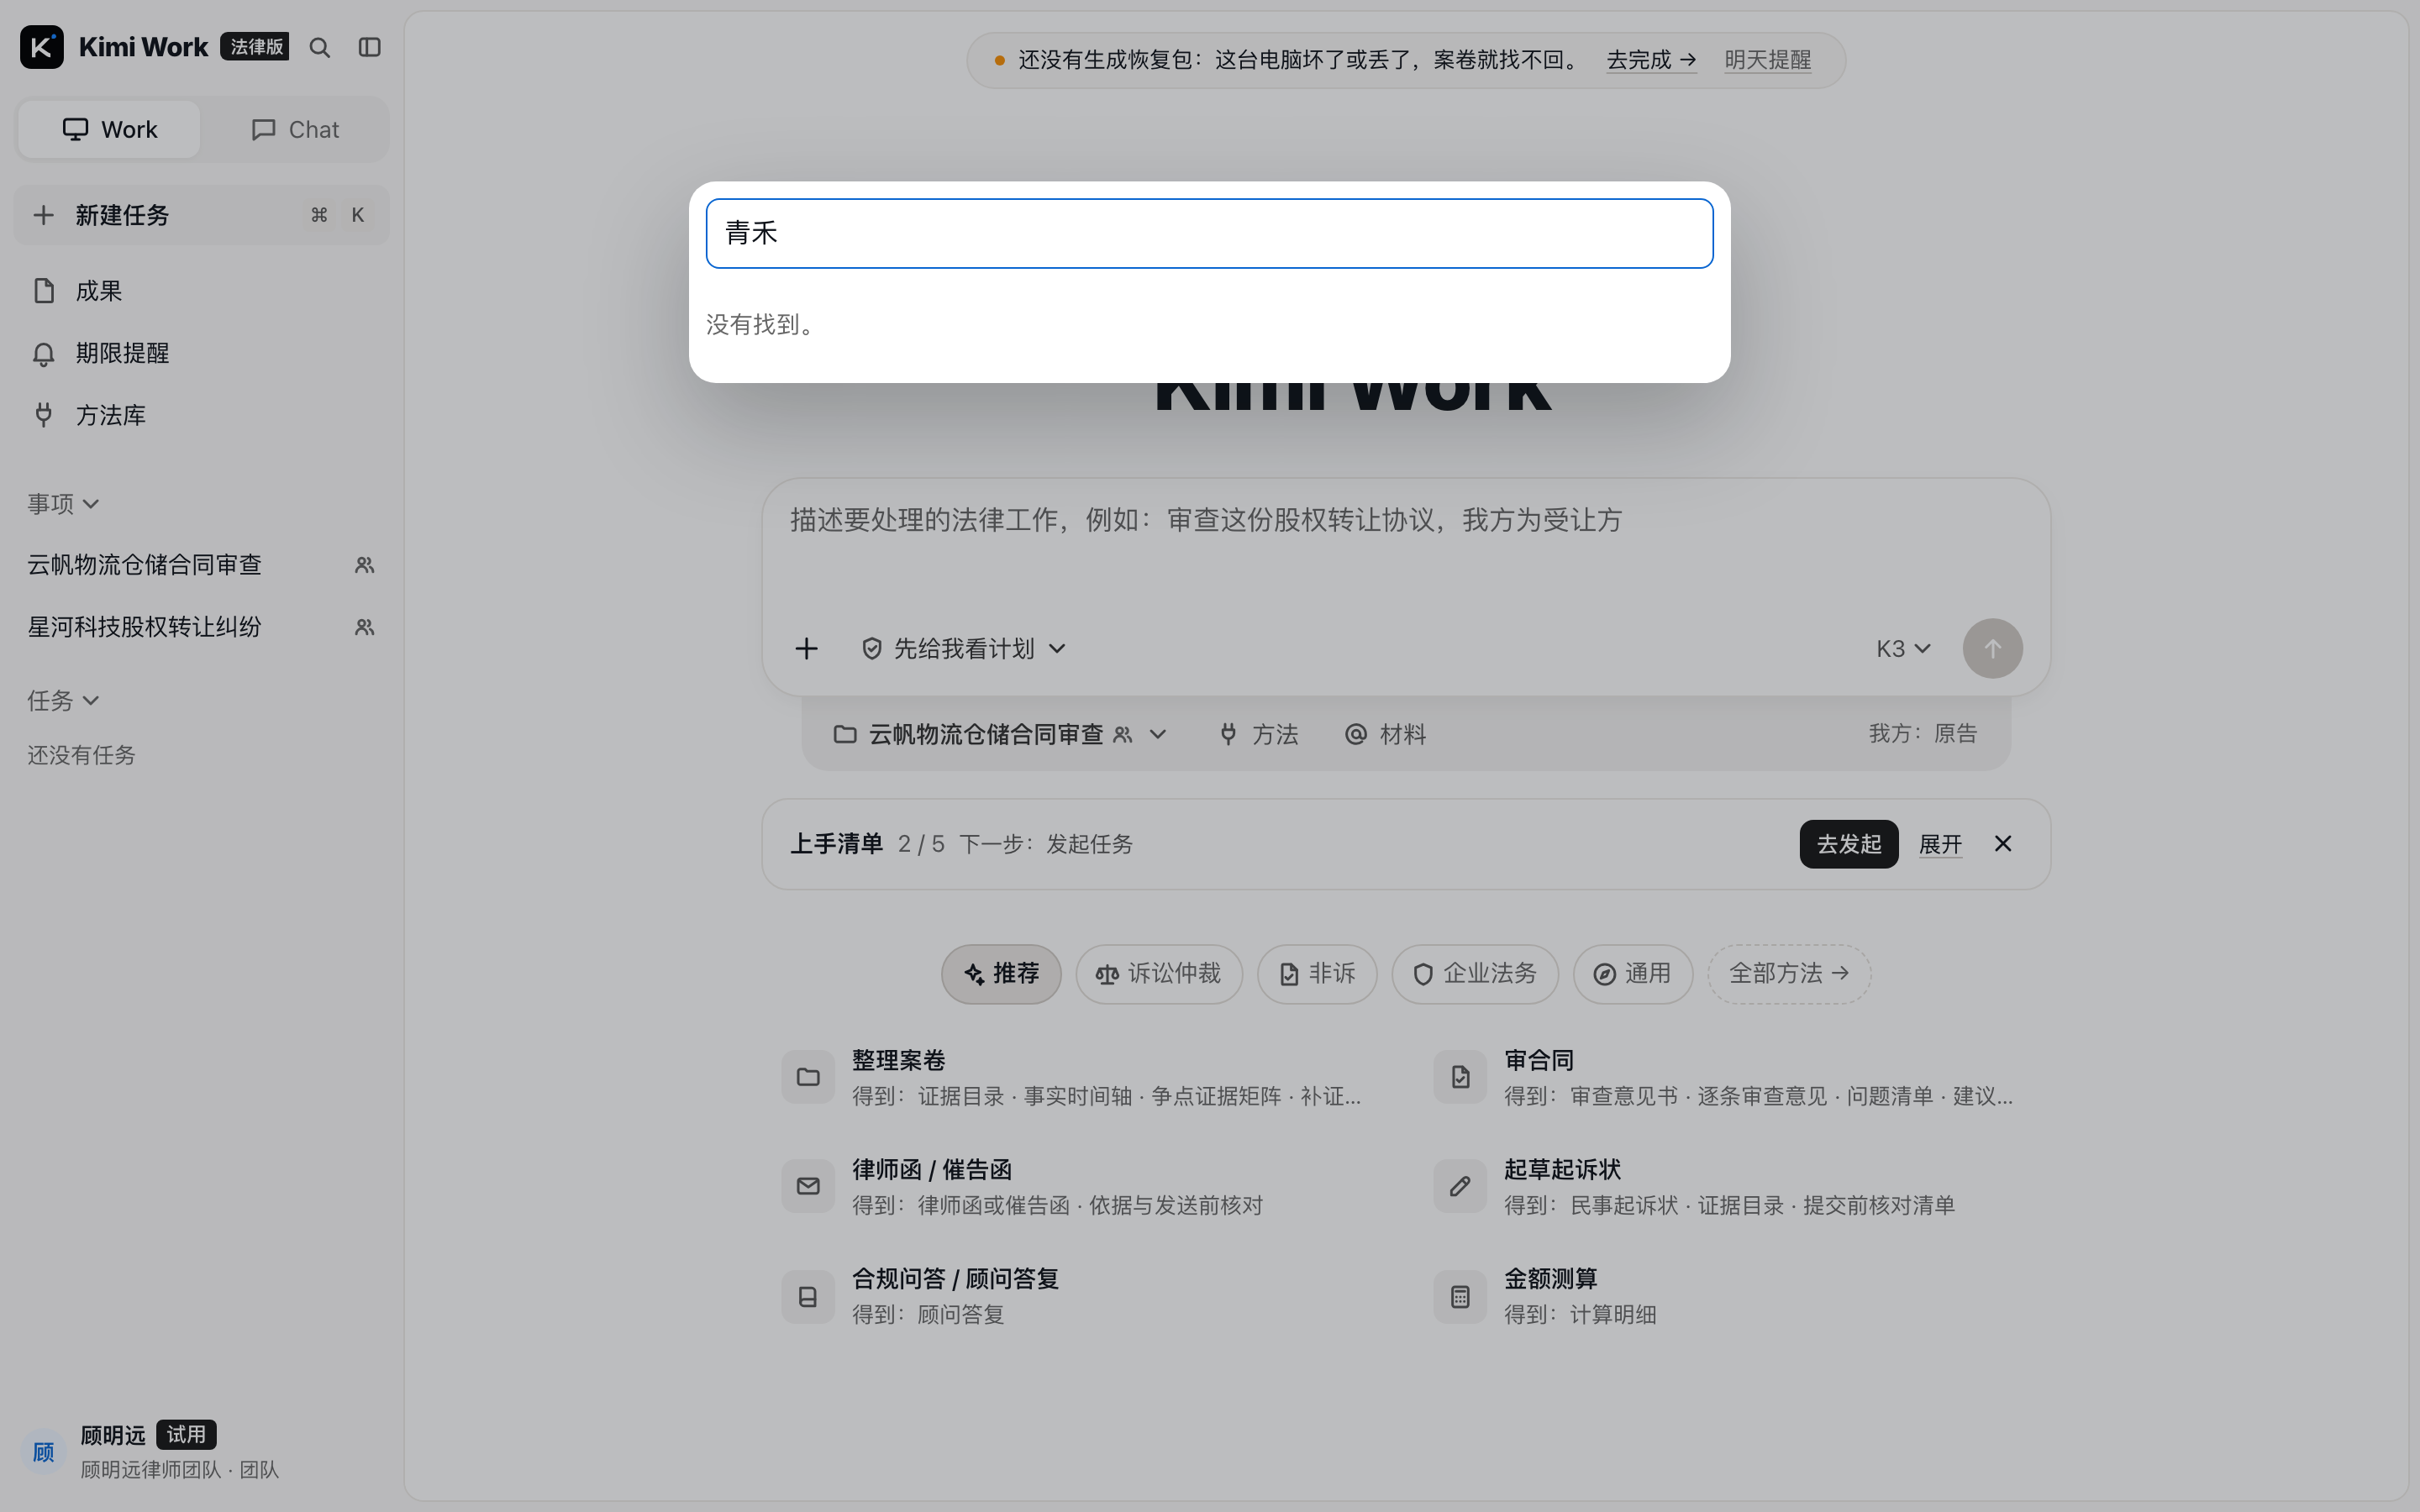 Kimi Work 法律版
Work
Chat
新建任务 ⌘ K
成果
期限提醒
方法库
事项
云帆物流仓储合同审查
星河科技股权转让纠纷
任务
还没有任务
顾 顾明远 试用
顾明远律师团队 · 团队
还没有生成恢复包：这台电脑坏了或丢了，案卷就找不回。 去完成 → 明天提醒
青禾
没有找到。
Kimi Work
描述要处理的法律工作，例如：审查这份股权转让协议，我方为受让方
先给我看计划
K3
云帆物流仓储合同审查
方法
材料
我方：原告
上手清单 2 / 5 下一步：发起任务
去发起
展开
推荐
诉讼仲裁
非诉
企业法务
通用
全部方法 →
整理案卷
得到：证据目录 · 事实时间轴 · 争点证据矩阵 · 补证...
审合同
得到：审查意见书 · 逐条审查意见 · 问题清单 · 建议...
律师函 / 催告函
得到：律师函或催告函 · 依据与发送前核对
起草起诉状
得到：民事起诉状 · 证据目录 · 提交前核对清单
合规问答 / 顾问答复
得到：顾问答复
金额测算
得到：计算明细